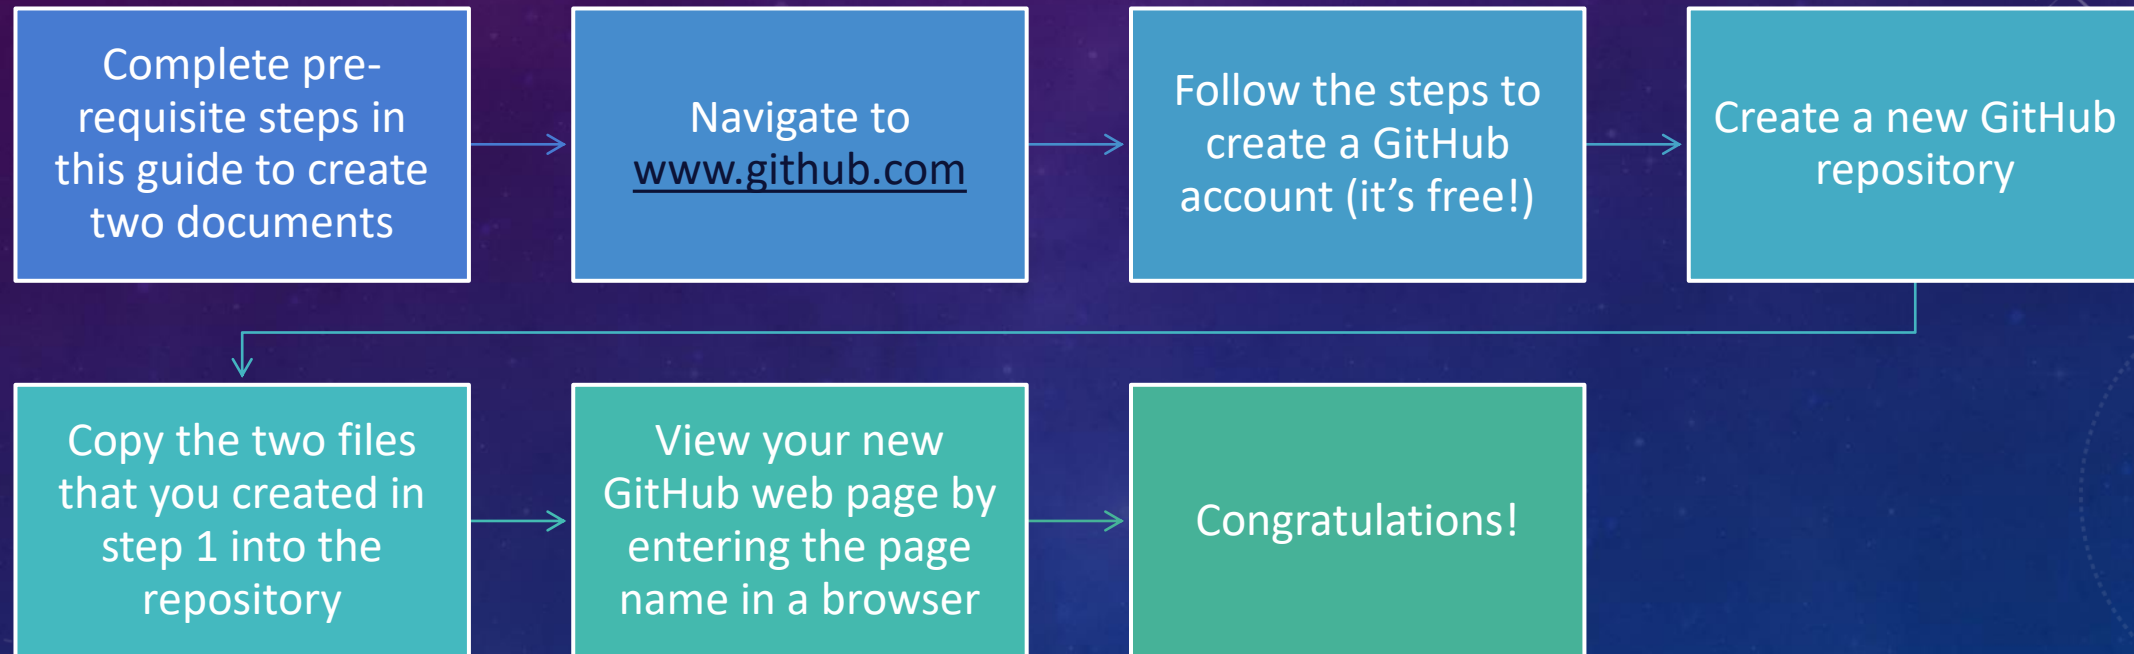 Complete pre-
requisite steps in
this guide to create
two documents
Navigate to
www.github.com
Follow the steps to
create a GitHub
account (it’s free!)
Create a new GitHub
repository
Copy the two files
that you created in
step 1 into the
repository
View your new
GitHub web page by
entering the page
name in a browser
Congratulations!